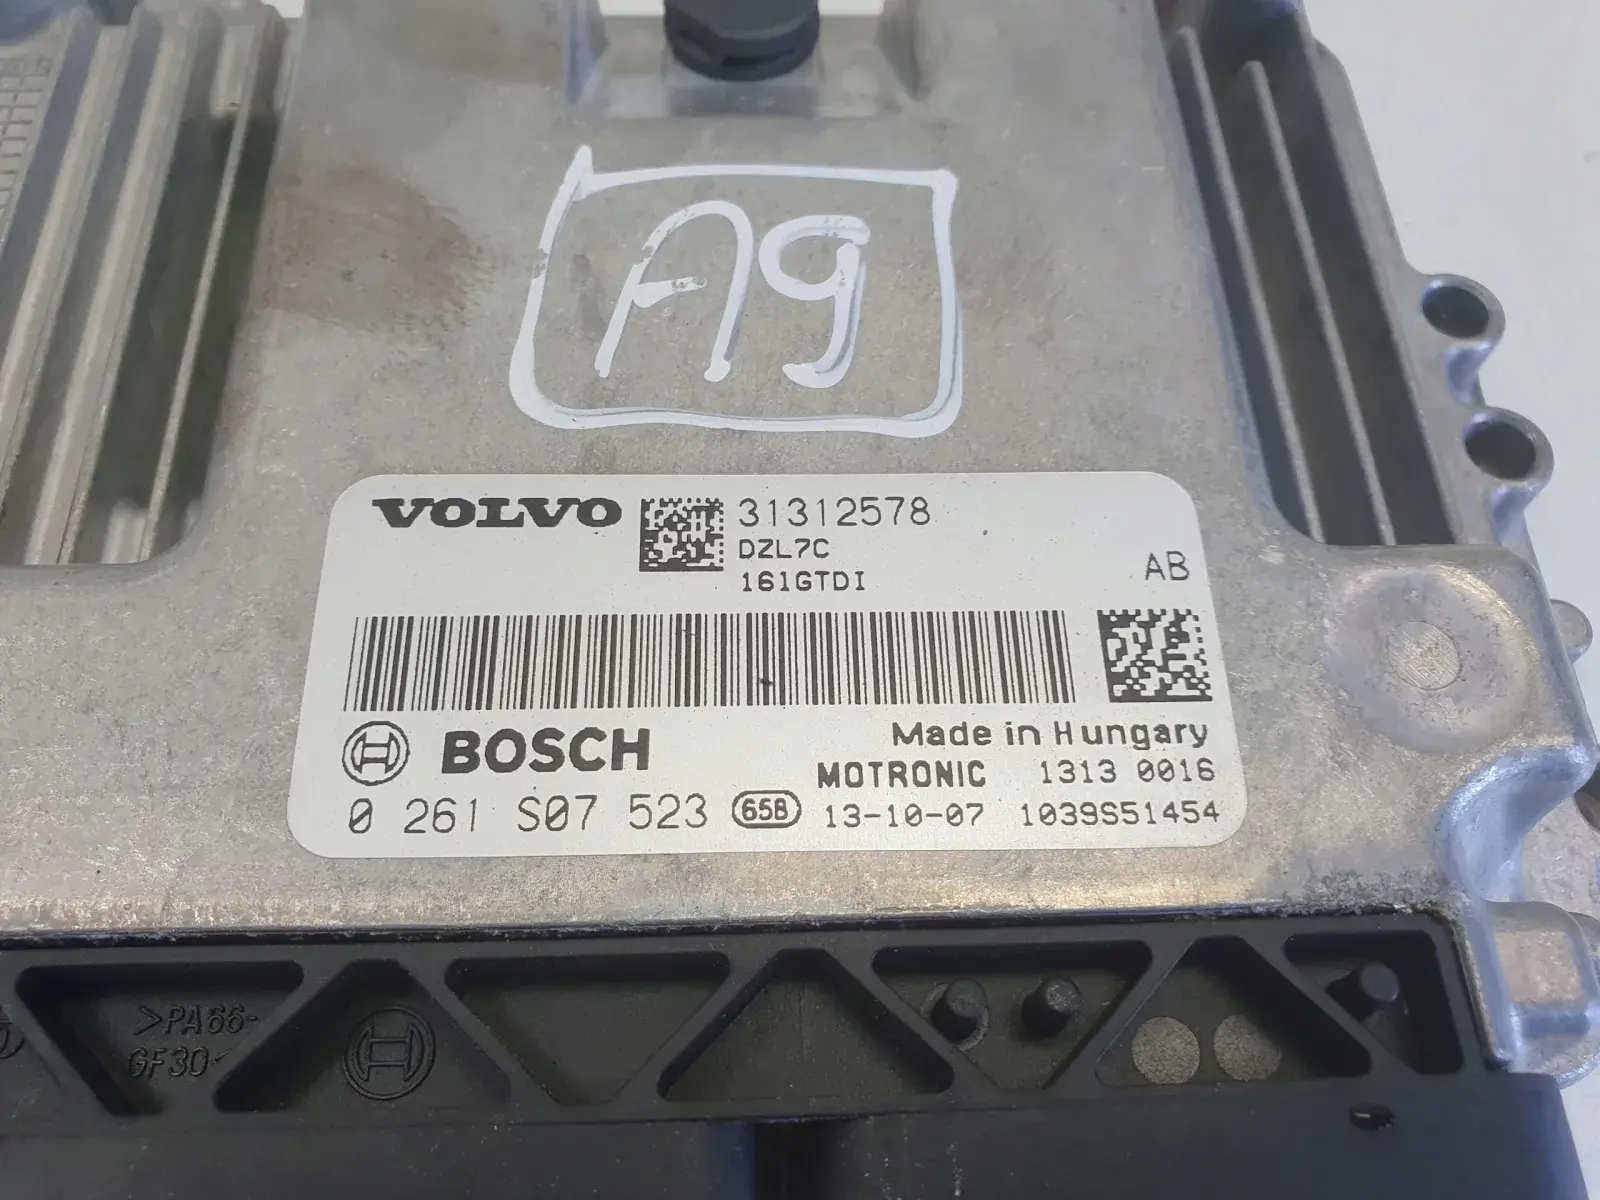 A9
VOLVO 31312578
DZL7C
161GTDI
AB
BOSCH
Made in Hungary
MOTRONIC 1313 0016
0 261 S07 523 65B 13-10-07 1039S51454
>PA66-
GF30<